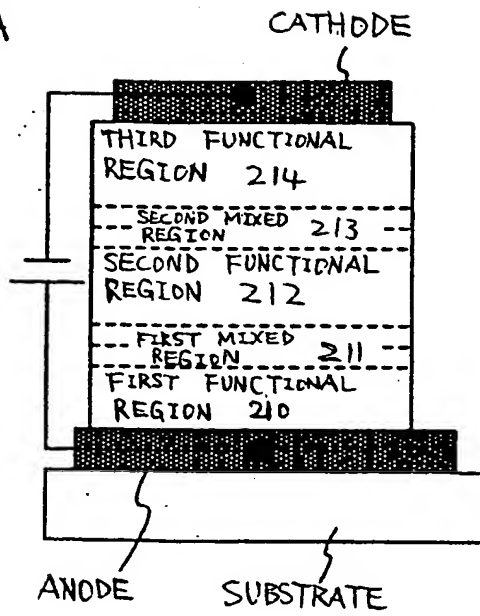 A
CATHODE
THIRD FUNCTIONAL
REGION 214
SECOND MIXED
REGION 213
SECOND FUNCTIONAL
REGION 212
FIRST MIXED
REGION 211
FIRST FUNCTIONAL
REGION 210
ANODE
SUBSTRATE